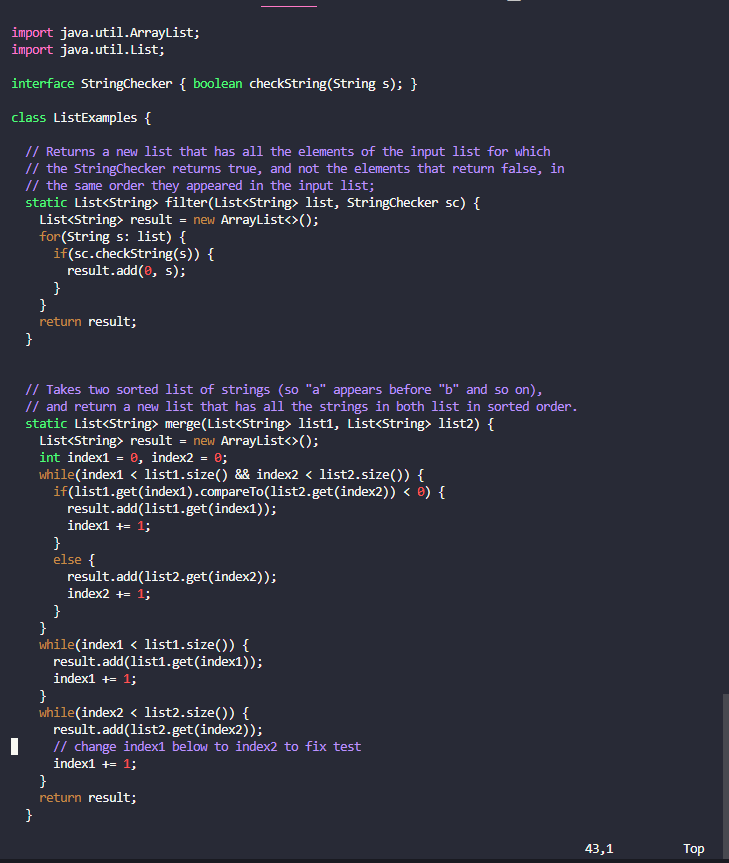 import java.util.ArrayList;
import java.util.List;

interface StringChecker { boolean checkString(String s); }

class ListExamples {

  // Returns a new list that has all the elements of the input list for which
  // the StringChecker returns true, and not the elements that return false, in
  // the same order they appeared in the input list;
  static List<String> filter(List<String> list, StringChecker sc) {
    List<String> result = new ArrayList<>();
    for(String s: list) {
      if(sc.checkString(s)) {
        result.add(0, s);
      }
    }
    return result;
  }


  // Takes two sorted list of strings (so "a" appears before "b" and so on),
  // and return a new list that has all the strings in both list in sorted order.
  static List<String> merge(List<String> list1, List<String> list2) {
    List<String> result = new ArrayList<>();
    int index1 = 0, index2 = 0;
    while(index1 < list1.size() && index2 < list2.size()) {
      if(list1.get(index1).compareTo(list2.get(index2)) < 0) {
        result.add(list1.get(index1));
        index1 += 1;
      }
      else {
        result.add(list2.get(index2));
        index2 += 1;
      }
    }
    while(index1 < list1.size()) {
      result.add(list1.get(index1));
      index1 += 1;
    }
    while(index2 < list2.size()) {
      result.add(list2.get(index2));
      // change index1 below to index2 to fix test
      index1 += 1;
    }
    return result;
  }
43,1 Top